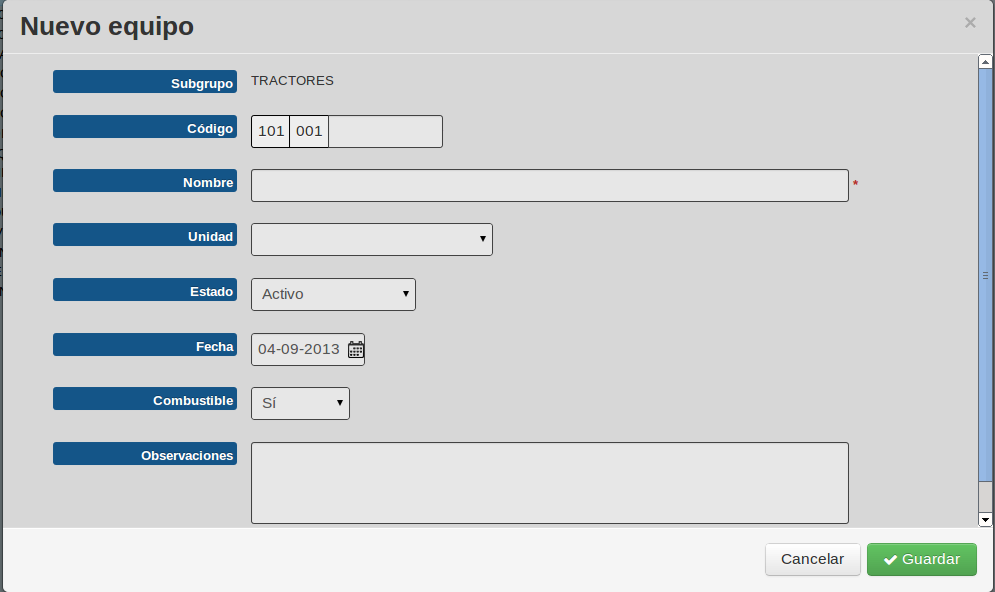 Nuevo equipo ×
Subgrupo TRACTORES
Código 101 001
Nombre *
Unidad
Estado Activo
Fecha 04-09-2013
Combustible Sí
Observaciones
Cancelar Guardar